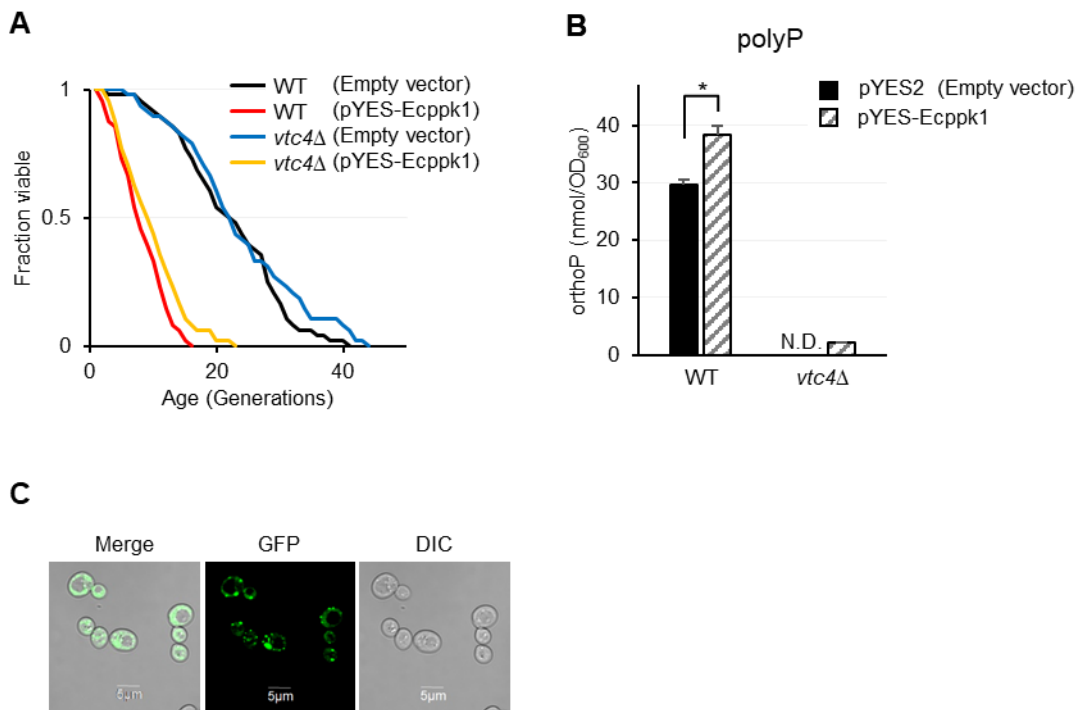 A
WT (Empty vector)
WT (pYES-Ecppk1)
vtc4Δ (Empty vector)
vtc4Δ (pYES-Ecppk1)
1
0.5
0
Fraction viable
0 20 40
Age (Generations)
B
polyP
pYES2 (Empty vector)
pYES-Ecppk1
*
40
30
20
10
0
orthoP (nmol/OD600)
N.D.
WT vtc4Δ
C
Merge GFP DIC
5μm 5μm 5μm